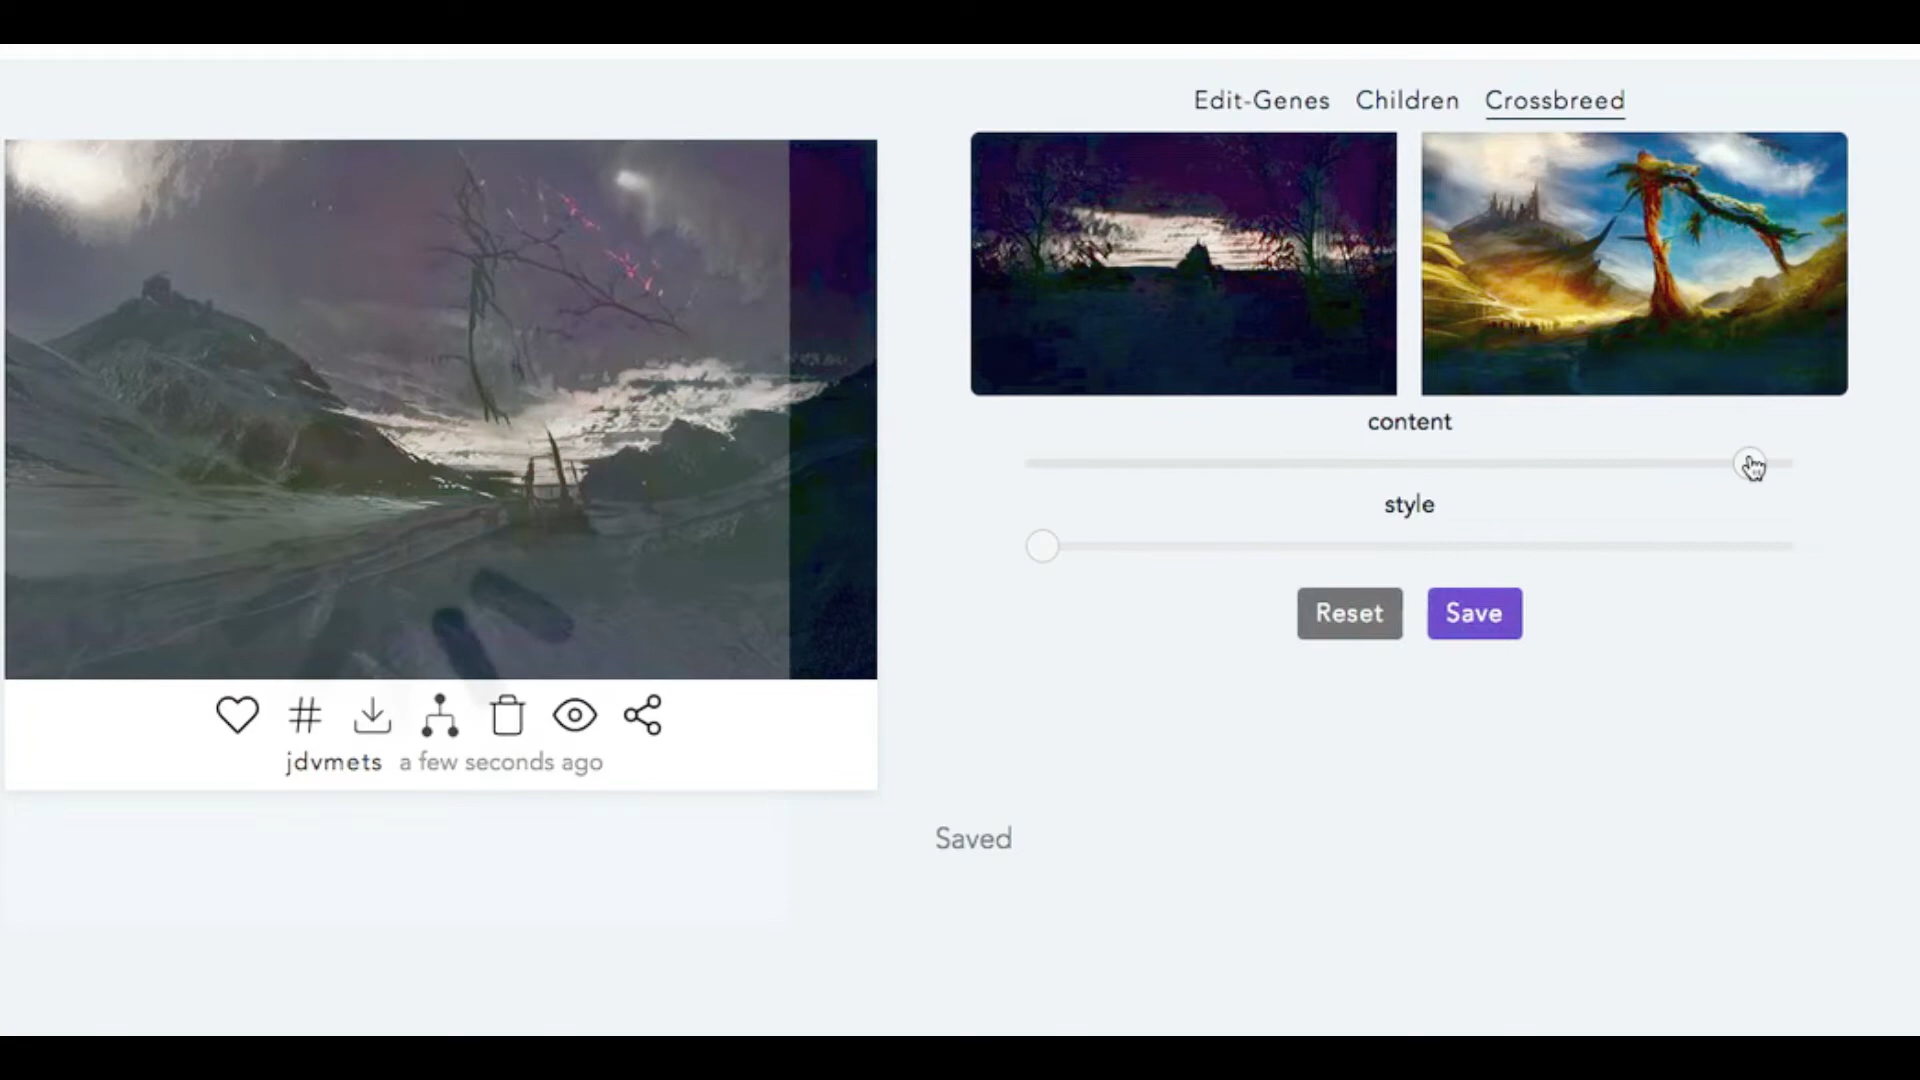 Edit-Genes Children Crossbreed
content
style
Reset Save
jdvmets a few seconds ago
Saved